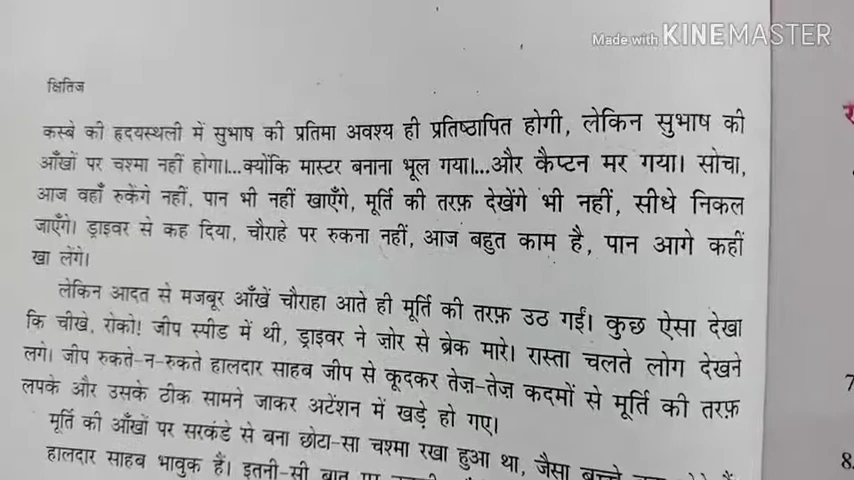 Made with KINEMASTER
क्षितिज
कस्बे की हृदयस्थली में सुभाष की प्रतिमा अवश्य ही प्रतिष्ठापित होगी, लेकिन सुभाष की
आँखों पर चश्मा नहीं होगा।...क्योंकि मास्टर बनाना भूल गया।...और कैप्टन मर गया। सोचा,
आज वहाँ रुकेंगे नहीं, पान भी नहीं खाएँगे, मूर्ति की तरफ़ देखेंगे भी नहीं, सीधे निकल
जाएँगे। ड्राइवर से कह दिया, चौराहे पर रुकना नहीं, आज बहुत काम है, पान आगे कहीं
खा लेंगे।
लेकिन आदत से मजबूर आँखें चौराहा आते ही मूर्ति की तरफ़ उठ गईं। कुछ ऐसा देखा
कि चीखे, रोको! जीप स्पीड में थी, ड्राइवर ने ज़ोर से ब्रेक मारे। रास्ता चलते लोग देखने
लगे। जीप रुकते-न-रुकते हालदार साहब जीप से कूदकर तेज़-तेज़ कदमों से मूर्ति की तरफ़
लपके और उसके ठीक सामने जाकर अटेंशन में खड़े हो गए।
मूर्ति की आँखों पर सरकंडे से बना छोटा-सा चश्मा रखा हुआ था, जैसा बच्चे
हालदार साहब भावुक हैं। इतनी-सी बात पर
8.